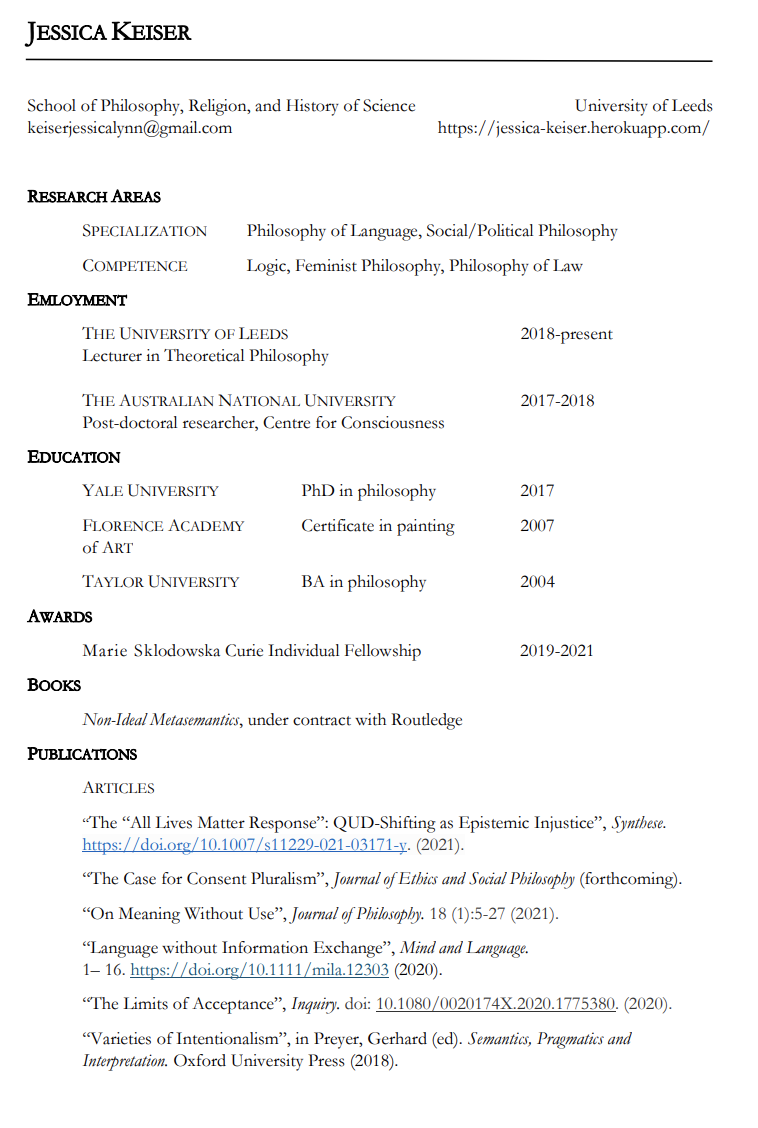 JESSICA KEISER
School of Philosophy, Religion, and History of Science University of Leeds
keiserjessicalynn@gmail.com https://jessica-keiser.herokuapp.com/
RESEARCH AREAS
SPECIALIZATION Philosophy of Language, Social/Political Philosophy
COMPETENCE Logic, Feminist Philosophy, Philosophy of Law
EMLOYMENT
THE UNIVERSITY OF LEEDS 2018-present
Lecturer in Theoretical Philosophy
THE AUSTRALIAN NATIONAL UNIVERSITY 2017-2018
Post-doctoral researcher, Centre for Consciousness
EDUCATION
YALE UNIVERSITY PhD in philosophy 2017
FLORENCE ACADEMY Certificate in painting 2007
of ART
TAYLOR UNIVERSITY BA in philosophy 2004
AWARDS
Marie Sklodowska Curie Individual Fellowship 2019-2021
BOOKS
Non-Ideal Metasemantics, under contract with Routledge
PUBLICATIONS
ARTICLES
“The “All Lives Matter Response”: QUD-Shifting as Epistemic Injustice”, Synthese.
https://doi.org/10.1007/s11229-021-03171-y. (2021).
“The Case for Consent Pluralism”, Journal of Ethics and Social Philosophy (forthcoming).
“On Meaning Without Use”, Journal of Philosophy. 18 (1):5-27 (2021).
“Language without Information Exchange”, Mind and Language.
1– 16. https://doi.org/10.1111/mila.12303 (2020).
“The Limits of Acceptance”, Inquiry. doi: 10.1080/0020174X.2020.1775380. (2020).
“Varieties of Intentionalism”, in Preyer, Gerhard (ed). Semantics, Pragmatics and
Interpretation. Oxford University Press (2018).